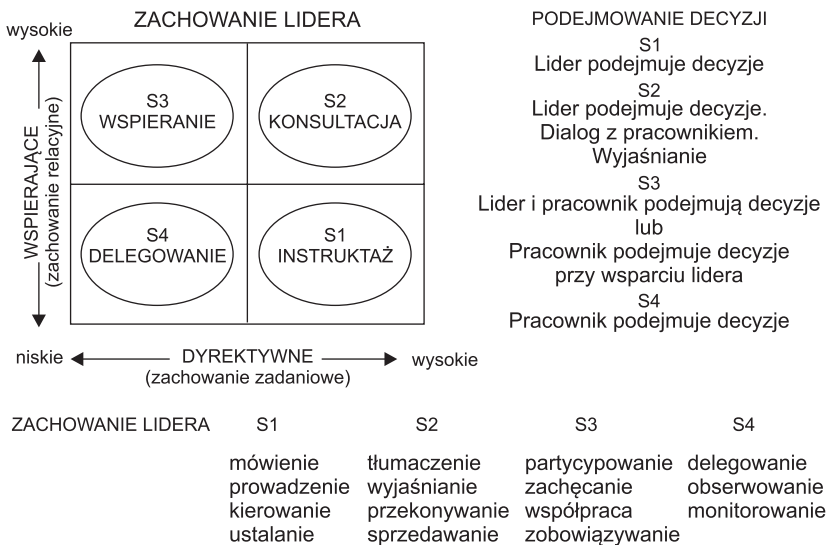 ZACHOWANIE LIDERA
wysokie
WSPIERAJĄCE
(zachowanie relacyjne)
S3
WSPIERANIE
S2
KONSULTACJA
S4
DELEGOWANIE
S1
INSTRUKTAŻ
niskie
DYREKTYWNE
(zachowanie zadaniowe)
wysokie
PODEJMOWANIE DECYZJI
S1
Lider podejmuje decyzje
S2
Lider podejmuje decyzje.
Dialog z pracownikiem.
Wyjaśnianie
S3
Lider i pracownik podejmują decyzje
lub
Pracownik podejmuje decyzje
przy wsparciu lidera
S4
Pracownik podejmuje decyzje
ZACHOWANIE LIDERA S1 S2 S3 S4
mówienie tłumaczenie partycypowanie delegowanie
prowadzenie wyjaśnianie zachęcanie obserwowanie
kierowanie przekonywanie współpraca monitorowanie
ustalanie sprzedawanie zobowiązywanie